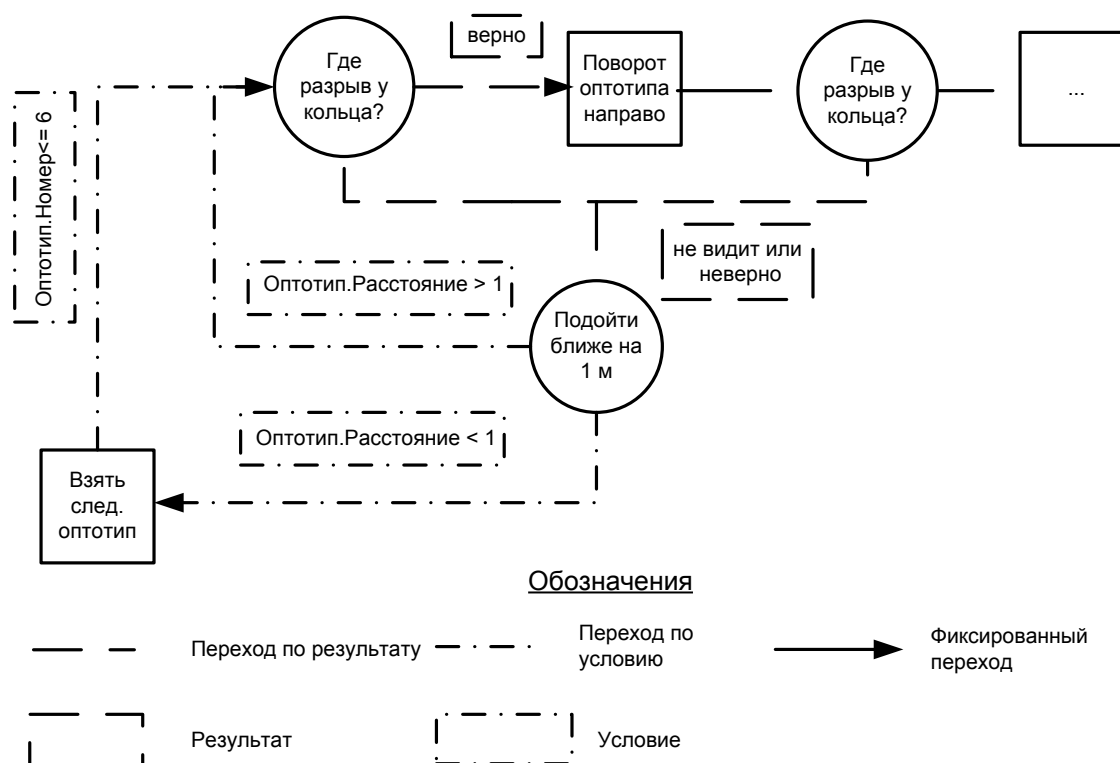 верно
Где
разрыв у
кольца?
Поворот
оптотипа
направо
Где
разрыв у
кольца?
...
Оптотип.Номер<= 6
не видит или
неверно
Оптотип.Расстояние > 1
Подойти
ближе на
1 м
Оптотип.Расстояние < 1
Взять
след.
оптотип
Обозначения
Переход по результату
Переход по
условию
Фиксированный
переход
Результат
Условие